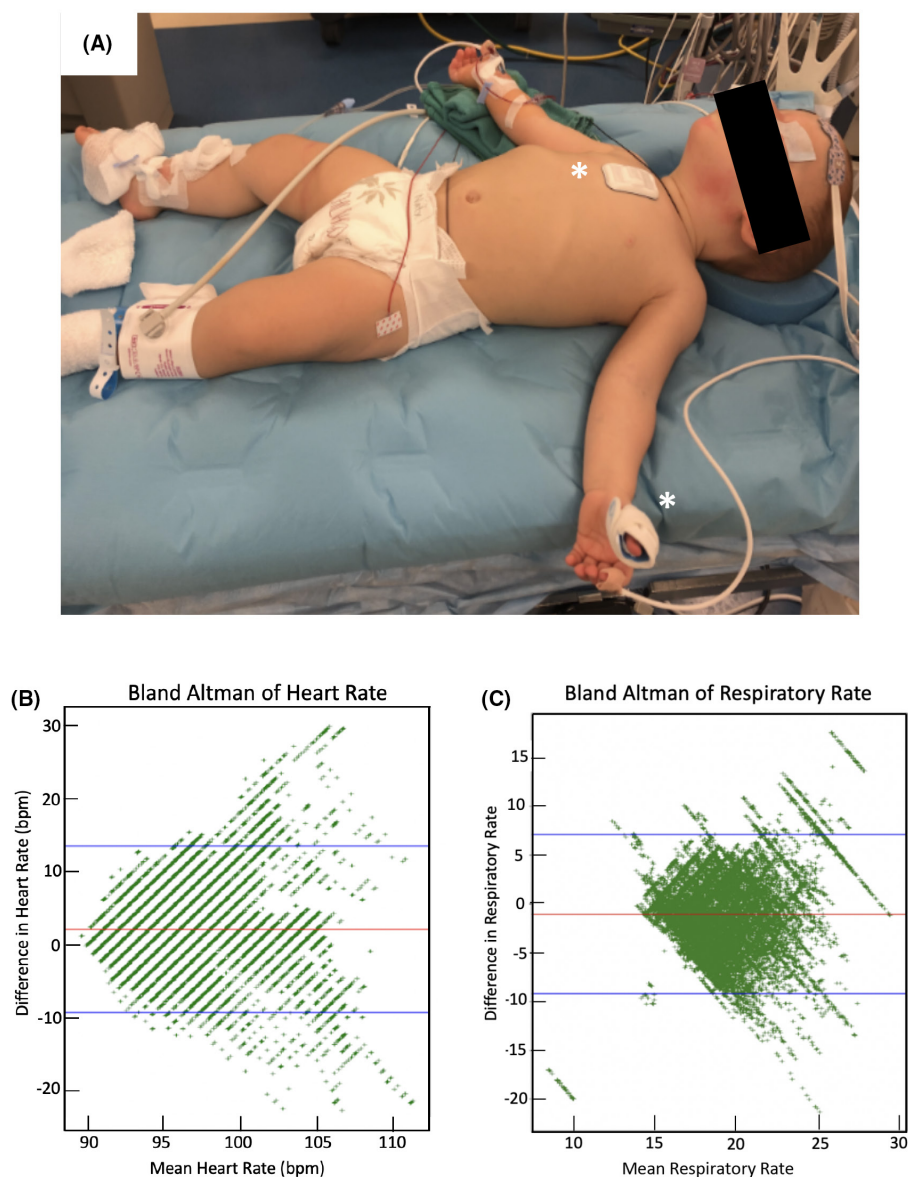 (A)
*
*
(B)
Bland Altman of Heart Rate
Difference in Heart Rate (bpm)
30
20
10
0
-10
-20
90
95
100
105
110
Mean Heart Rate (bpm)
(C)
Bland Altman of Respiratory Rate
Difference in Respiratory Rate
15
10
5
0
-5
-10
-15
-20
10
15
20
25
30
Mean Respiratory Rate